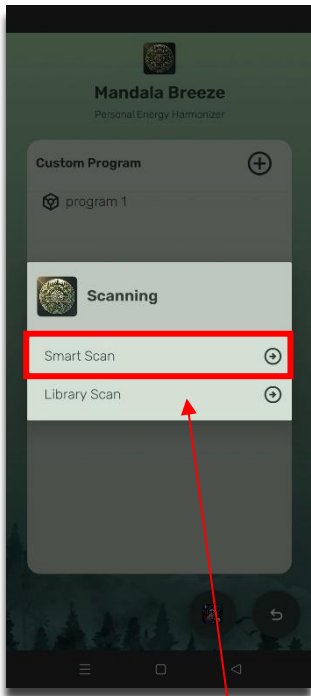 Mandala Breeze
Personal Energy Harmonizer
Custom Program
program 1
Scanning
Smart Scan
Library Scan